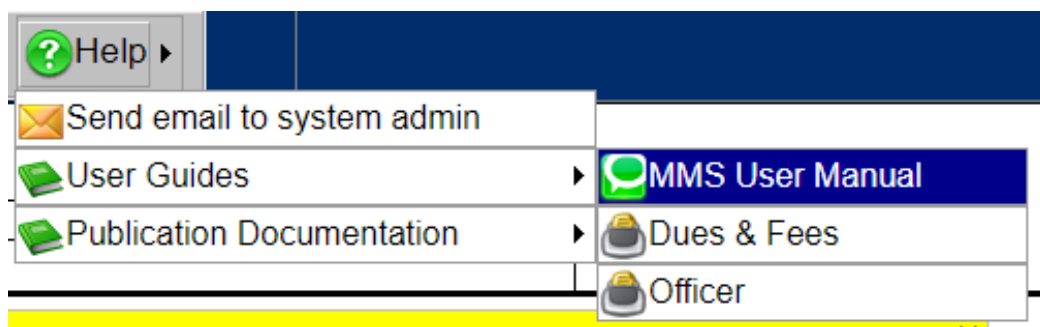 Help
Send email to system admin
User Guides
MMS User Manual
Publication Documentation
Dues & Fees
Officer